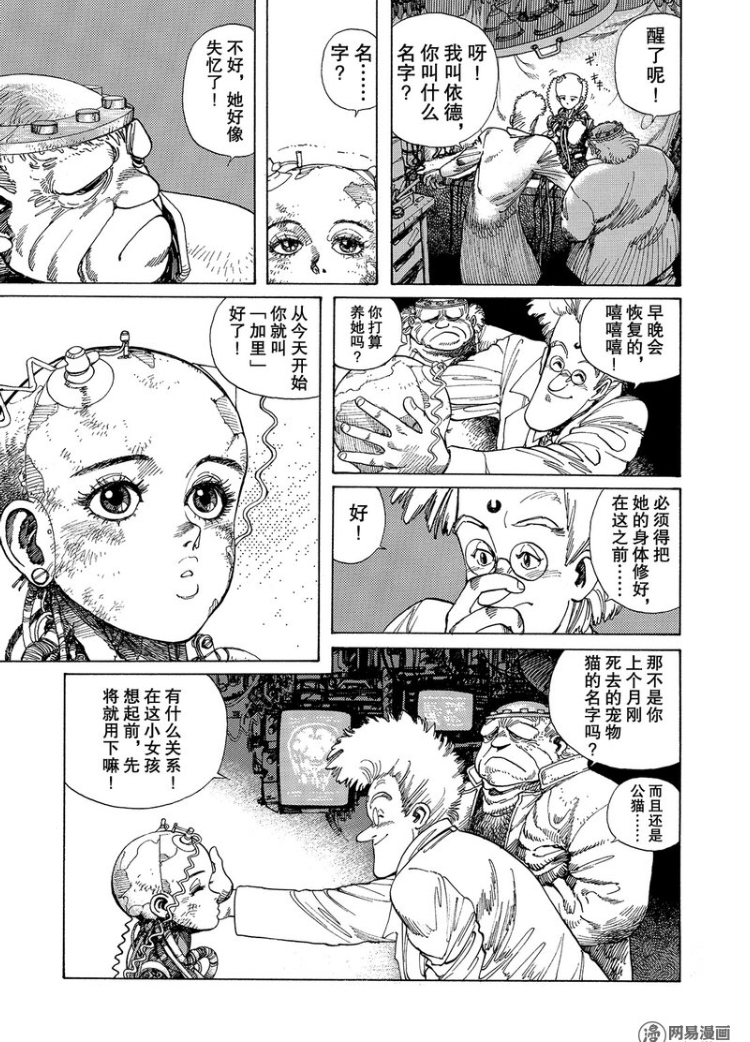 醒了呢！
呀！
我叫依德，
你叫什么
名字？
名……
字？
不好，她好像
失忆了！
早晚会
恢复的，
嘻嘻嘻！
你打算
养她吗？
必须得把
她的身体修好，
在这之前……
好！
从今天开始
你就叫
「加里」
好了！
那不是你
上个月刚
死去的宠物
猫的名字吗？
而且还是
公猫……
有什么关系！
在这小女孩
想起前，先
将就用下嘛！
网易漫画